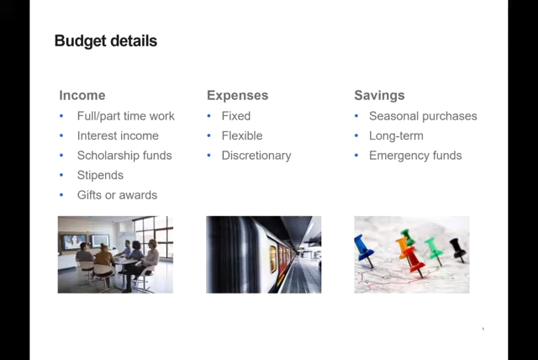 Budget details
Income
• Full/part time work
• Interest income
• Scholarship funds
• Stipends
• Gifts or awards
Expenses
• Fixed
• Flexible
• Discretionary
Savings
• Seasonal purchases
• Long-term
• Emergency funds